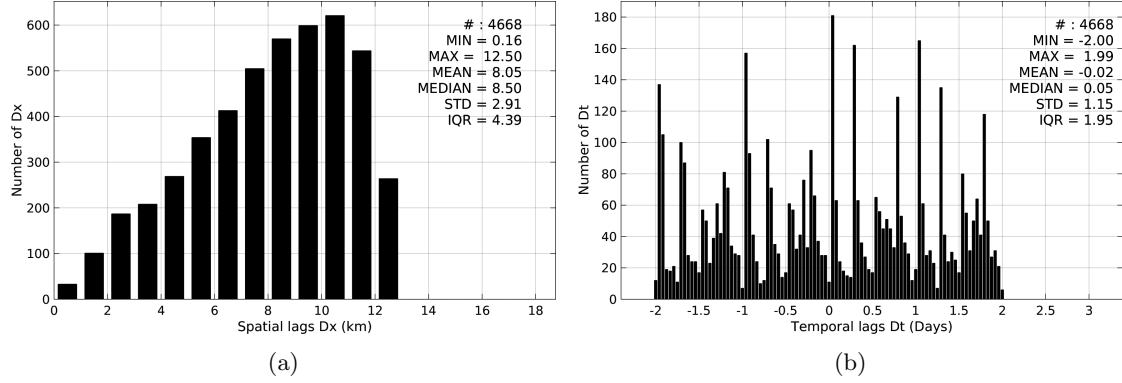 600
500
400
300
200
100
0
Number of Dx
# : 4668
MIN = 0.16
MAX = 12.50
MEAN = 8.05
MEDIAN = 8.50
STD = 2.91
IQR = 4.39
0 2 4 6 8 10 12 14 16 18
Spatial lags Dx (km)
(a)
180
160
140
120
100
80
60
40
20
0
Number of Dt
# : 4668
MIN = -2.00
MAX = 1.99
MEAN = -0.02
MEDIAN = 0.05
STD = 1.15
IQR = 1.95
-2 -1.5 -1 -0.5 0 0.5 1 1.5 2 2.5 3
Temporal lags Dt (Days)
(b)